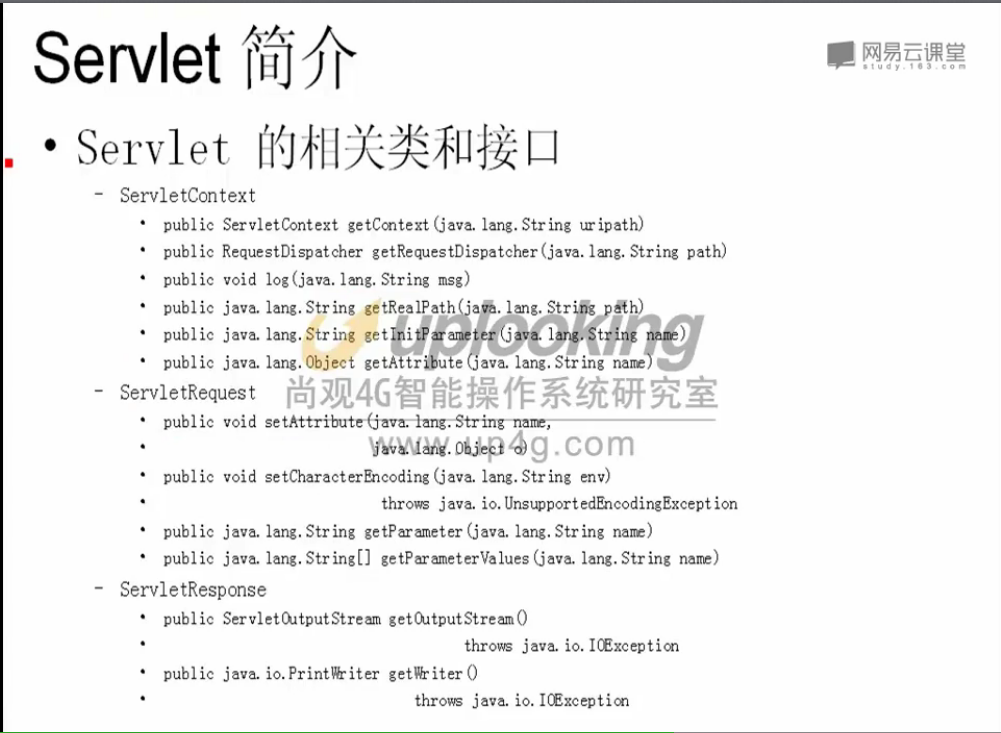 Servlet 简介
网易云课堂
study.163.com
• Servlet 的相关类和接口
– ServletContext
• public ServletContext getContext(java.lang.String uripath)
• public RequestDispatcher getRequestDispatcher(java.lang.String path)
• public void log(java.lang.String msg)
• public java.lang.String getRealPath(java.lang.String path)
• public java.lang.String getInitParameter(java.lang.String name)
• public java.lang.Object getAttribute(java.lang.String name)
uplooking
– ServletRequest
尚观4G智能操作系统研究室
• public void setAttribute(java.lang.String name,
• java.lang.Object o)
www.up4g.com
• public void setCharacterEncoding(java.lang.String env)
• throws java.io.UnsupportedEncodingException
• public java.lang.String getParameter(java.lang.String name)
• public java.lang.String[] getParameterValues(java.lang.String name)
– ServletResponse
• public ServletOutputStream getOutputStream()
• throws java.io.IOException
• public java.io.PrintWriter getWriter()
• throws java.io.IOException